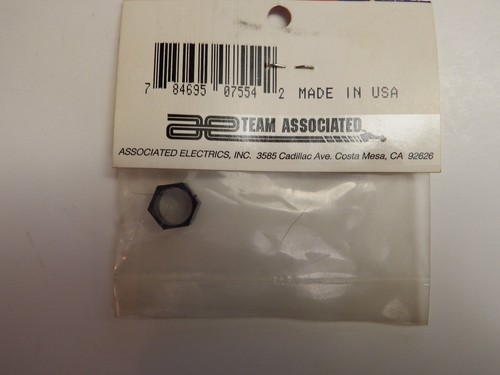 7 84695 07554 2 MADE IN USA
ae TEAM ASSOCIATED
ASSOCIATED ELECTRICS, INC. 3585 Cadillac Ave. Costa Mesa, CA 92626